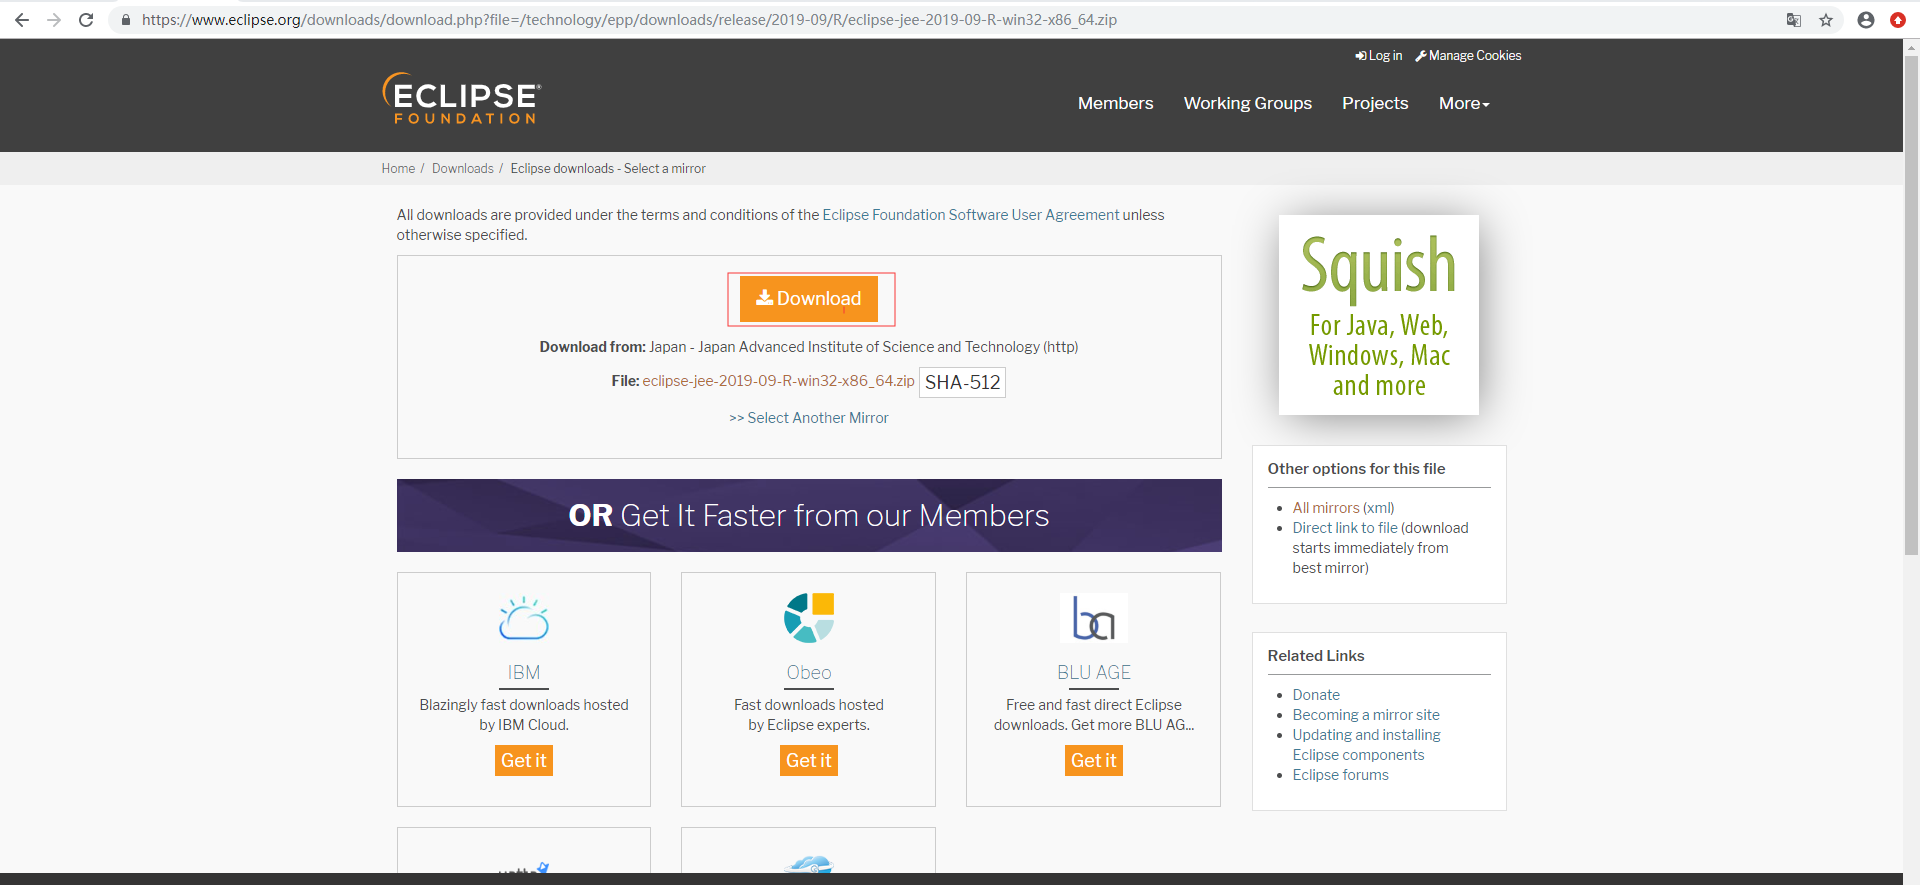 https://www.eclipse.org/downloads/download.php?file=/technology/epp/downloads/release/2019-09/R/eclipse-jee-2019-09-R-win32-x86_64.zip
Log in Manage Cookies
ECLIPSE®
FOUNDATION
Members Working Groups Projects More
Home / Downloads / Eclipse downloads - Select a mirror
All downloads are provided under the terms and conditions of the Eclipse Foundation Software User Agreement unless
otherwise specified.
Download
Download from: Japan - Japan Advanced Institute of Science and Technology (http)
File: eclipse-jee-2019-09-R-win32-x86_64.zip SHA-512
>> Select Another Mirror
OR Get It Faster from our Members
IBM
Blazingly fast downloads hosted
by IBM Cloud.
Get it
Obeo
Fast downloads hosted
by Eclipse experts.
Get it
ba
BLU AGE
Free and fast direct Eclipse
downloads. Get more BLU AG...
Get it
Squish
For Java, Web,
Windows, Mac
and more
Other options for this file
All mirrors (xml)
Direct link to file (download
starts immediately from
best mirror)
Related Links
Donate
Becoming a mirror site
Updating and installing
Eclipse components
Eclipse forums